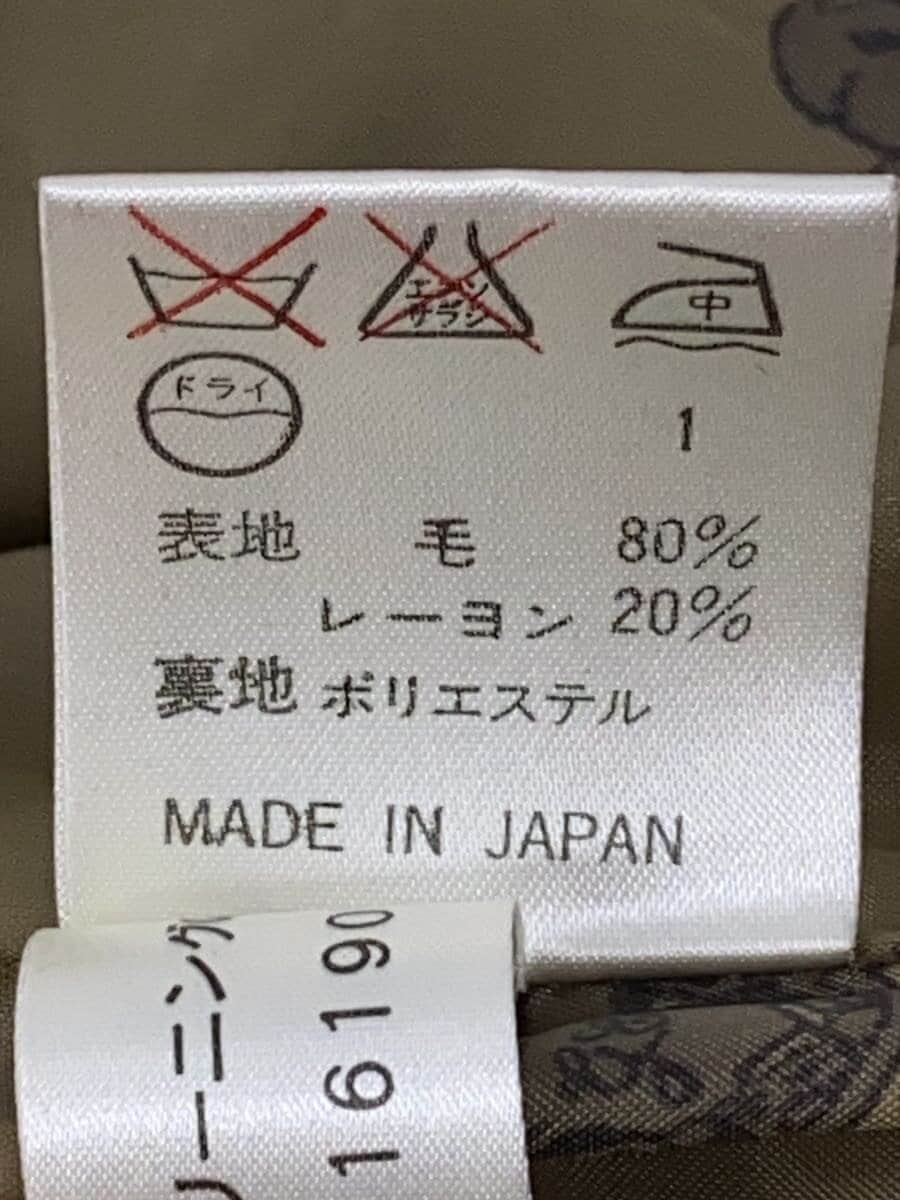 エンソ
サラシ
中
ドライ
1
表地 毛 80%
レーヨン 20%
裏地 ポリエステル
MADE IN JAPAN
リーニング
16190